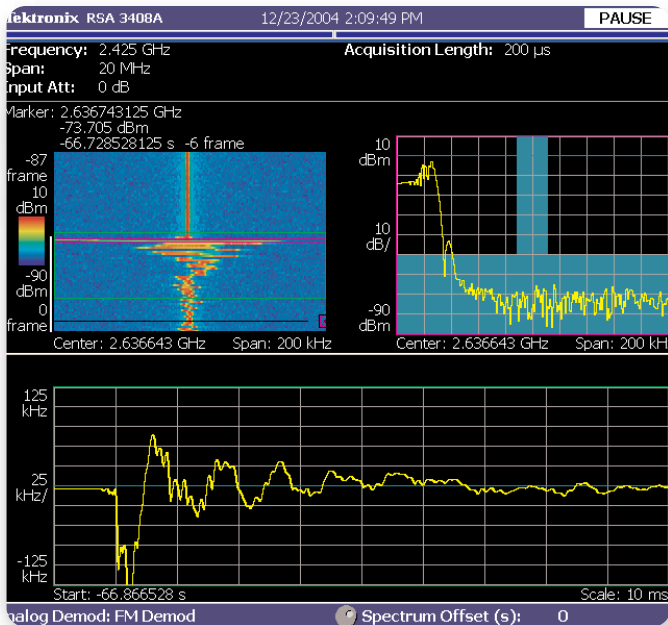 Tektronix RSA 3408A 12/23/2004 2:09:49 PM PAUSE
Frequency: 2.425 GHz Acquisition Length: 200 µs
Span: 20 MHz
Input Att: 0 dB
Marker: 2.636743125 GHz
-73.705 dBm
-66.728528125 s -6 frame
-87
frame
10
dBm
-90
dBm
0
frame
Center: 2.636643 GHz Span: 200 kHz
10
dBm
10
dB/
-90
dBm
Center: 2.636643 GHz Span: 200 kH
125
kHz
25
kHz/
-125
kHz
Start: -66.866528 s Scale: 10 ms
nalog Demod: FM Demod Spectrum Offset (s): 0